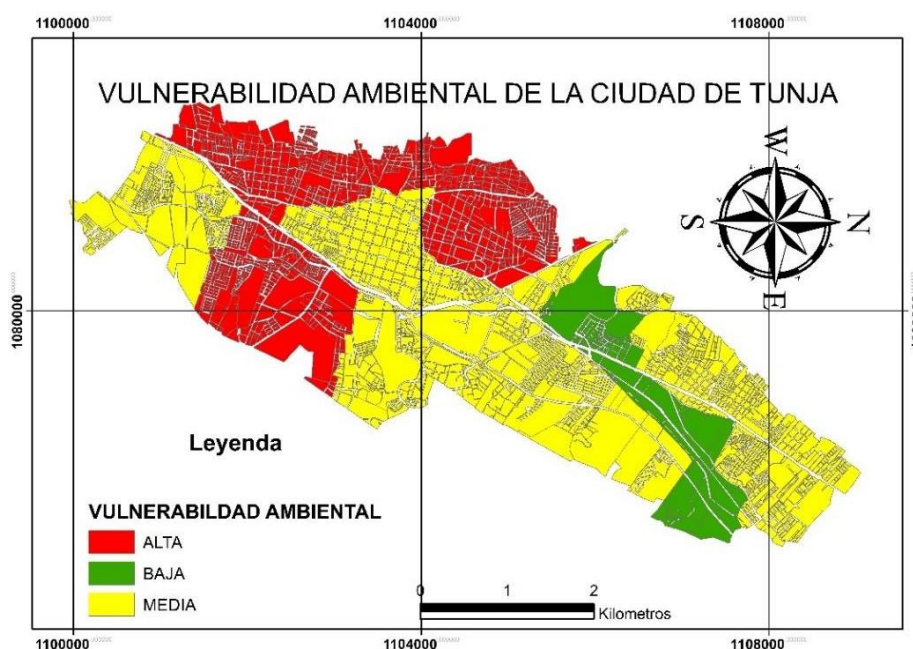 1100000
1104000
1108000
VULNERABILIDAD AMBIENTAL DE LA CIUDAD DE TUNJA
W
S
N
E
1080000
Leyenda
VULNERABILDAD AMBIENTAL
ALTA
BAJA
MEDIA
0 1 2
Kilometros
1100000
1104000
1108000